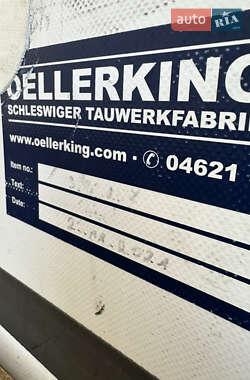 auto RIA
OELLERKING
SCHLESWIGER TAUWERKFABRI
www.oellerking.com · ✆ 04621
Item no.:
Text:
Date: